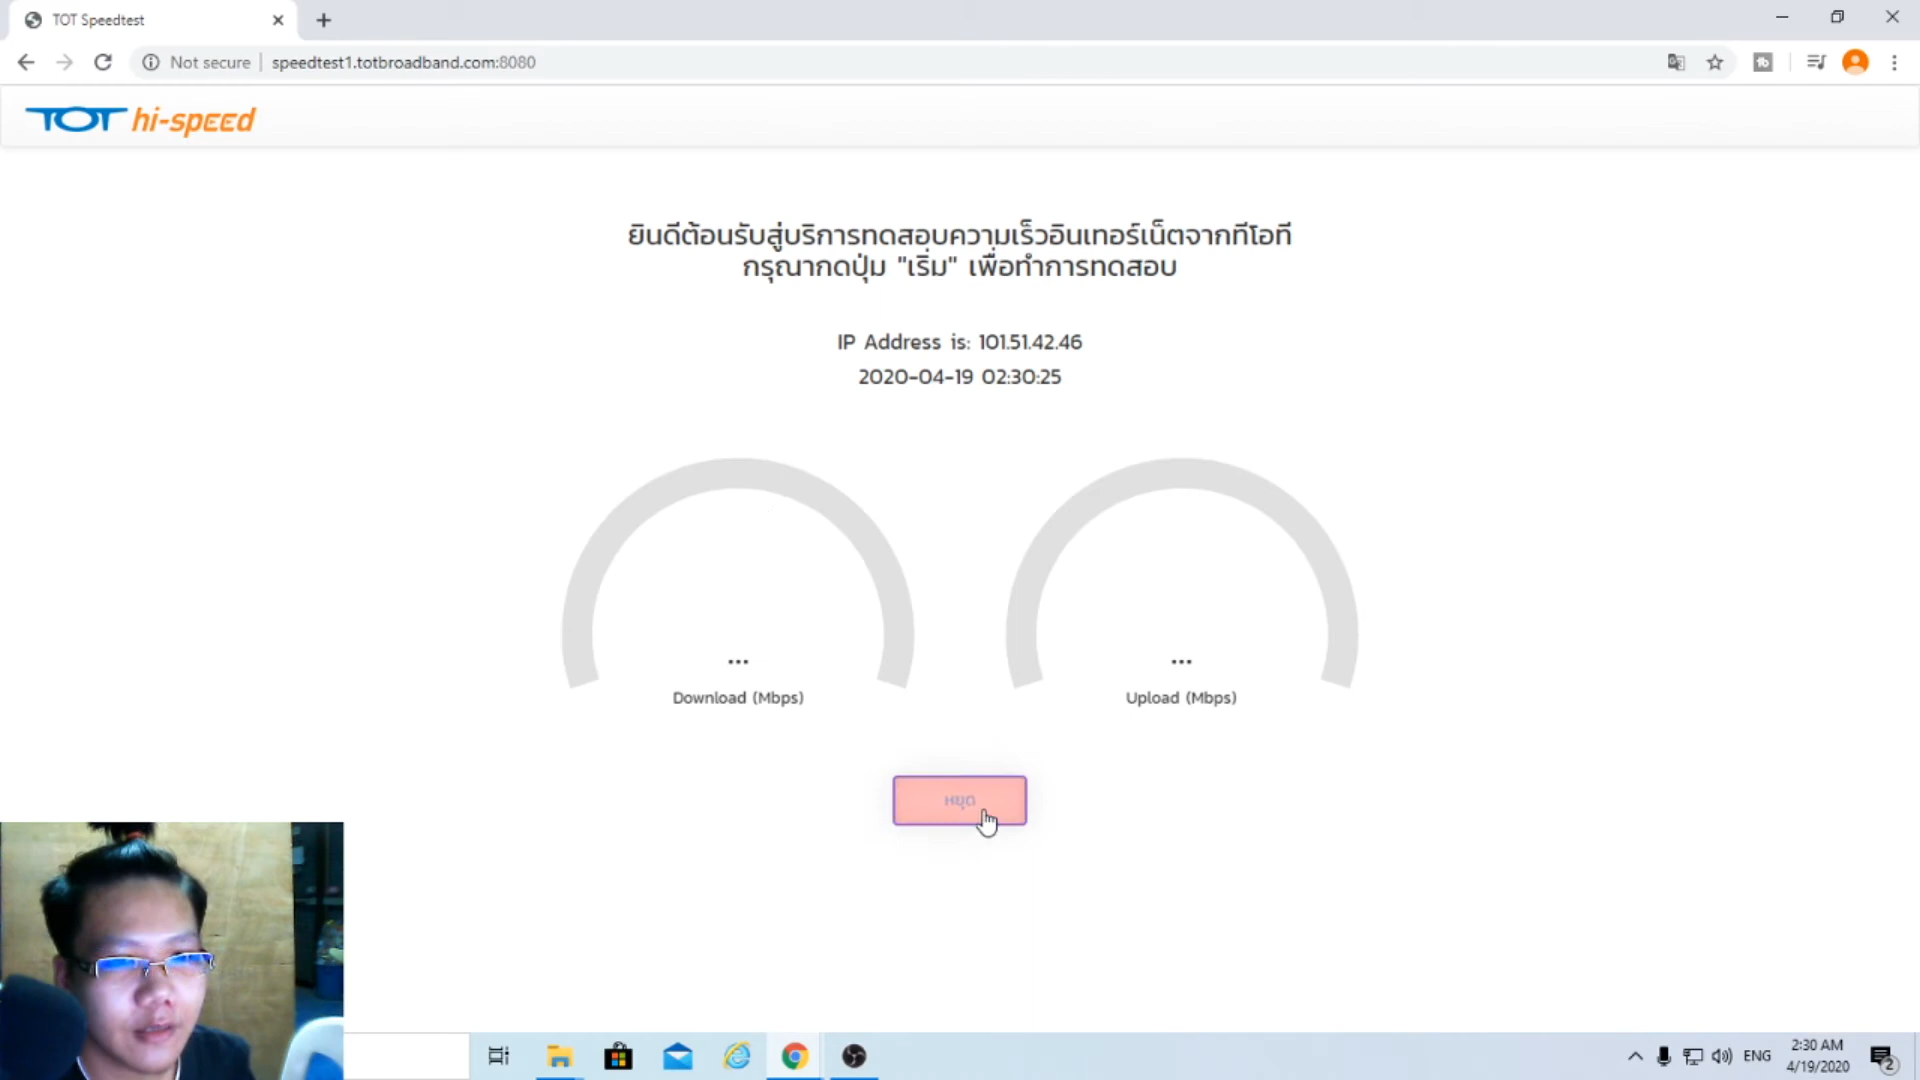 TOT Speedtest
Not secure
speedtest1.totbroadband.com:8080
TOT hi-speed
ยินดีต้อนรับสู่บริการทดสอบความเร็วอินเทอร์เน็ตจากทีโอที
กรุณากดปุ่ม "เริ่ม" เพื่อทำการทดสอบ
IP Address is: 101.51.42.46
2020-04-19 02:30:25
... ...
Download (Mbps) Upload (Mbps)
หยุด
ENG
2:30 AM
4/19/2020
2